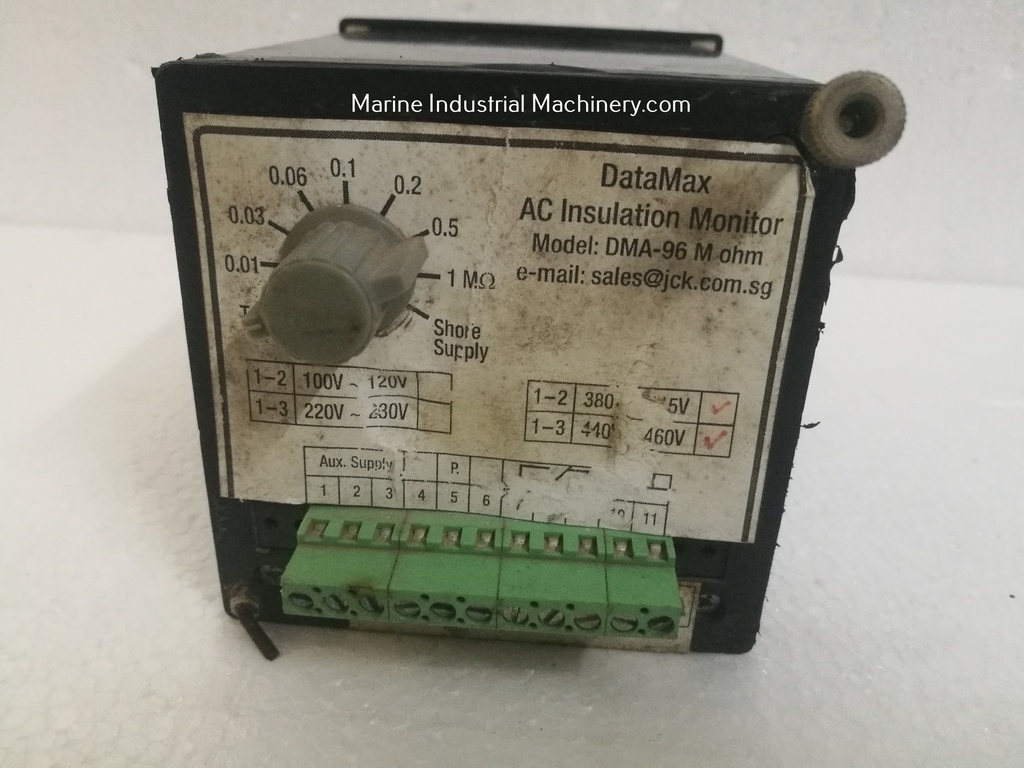 Marine Industrial Machinery.com
DataMax
AC Insulation Monitor
Model: DMA-96 M ohm
e-mail: sales@jck.com.sg
0.01
0.03
0.06
0.1
0.2
0.5
1 MΩ
Shore
Supply
1-2 100V ~ 120V
1-3 220V ~ 230V
1-2 380 5V ✓
1-3 440 460V ✓
Aux. Supply P.
1 2 3 4 5 6 7 10 11